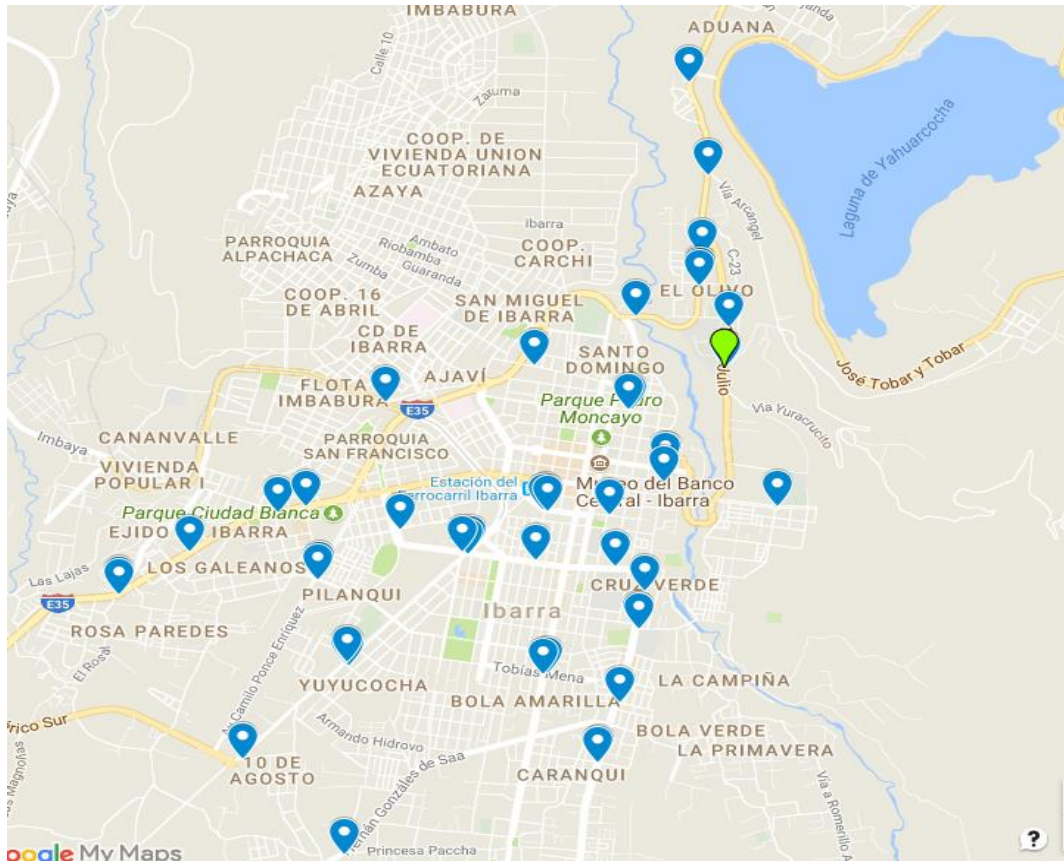 IMBABURA
ADUANA
Calle 10
Zaruma
COOP. DE
VIVIENDA UNION
ECUATORIANA
AZAYA
Laguna de Yahuarcocha
Vía Arcangel
Ibarra
PARROQUIA
ALPACHACA
Ambato
Riobamba
Guaranda
Zumba
COOP.
CARCHI
C-23
EL OLIVO
COOP. 16
DE ABRIL
SAN MIGUEL
DE IBARRA
CD DE
IBARRA
AJAVÍ
SANTO
DOMINGO
Julio
José Tobar y Tobar
FLOTA
IMBABURA
E35
Parque Pedro
Moncayo
Vía Yuracrucito
Imbaya
CANANVALLE
VIVIENDA
POPULAR I
PARROQUIA
SAN FRANCISCO
Estación del
Ferrocarril Ibarra
Museo del Banco
Central - Ibarra
Parque Ciudad Blanca
EJIDO DE IBARRA
Las Lajas
LOS GALEANOS
E35
PILANQUI
CRUZ VERDE
Ibarra
ROSA PAREDES
El Rosal
Av Camilo Ponce Enríquez
YUYUCOCHA
Tobías Mena
LA CAMPIÑA
BOLA AMARILLA
érico Sur
Armando Hidrovo
BOLA VERDE
LA PRIMAVERA
10 DE
AGOSTO
CARANQUI
Hernán Gonzáles de Saa
Vía a Romerillo
Princesa Paccha
oogle My Maps
?